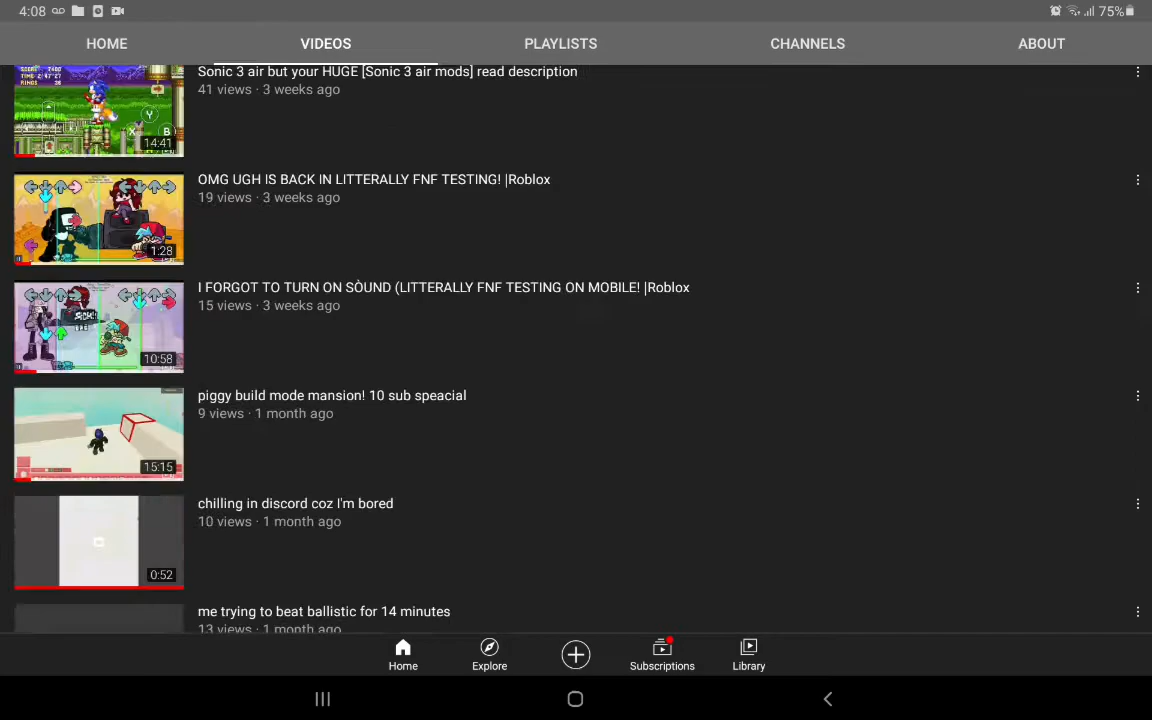 4:08
75%
HOME
VIDEOS
PLAYLISTS
CHANNELS
ABOUT
Sonic 3 air but your HUGE [Sonic 3 air mods] read description
41 views · 3 weeks ago
14:41
OMG UGH IS BACK IN LITTERALLY FNF TESTING! |Roblox
19 views · 3 weeks ago
1:28
I FORGOT TO TURN ON SÒUND (LITTERALLY FNF TESTING ON MOBILE! |Roblox
15 views · 3 weeks ago
10:58
piggy build mode mansion! 10 sub speacial
9 views · 1 month ago
15:15
chilling in discord coz I'm bored
10 views · 1 month ago
0:52
me trying to beat ballistic for 14 minutes
13 views · 1 month ago
Home
Explore
Subscriptions
Library